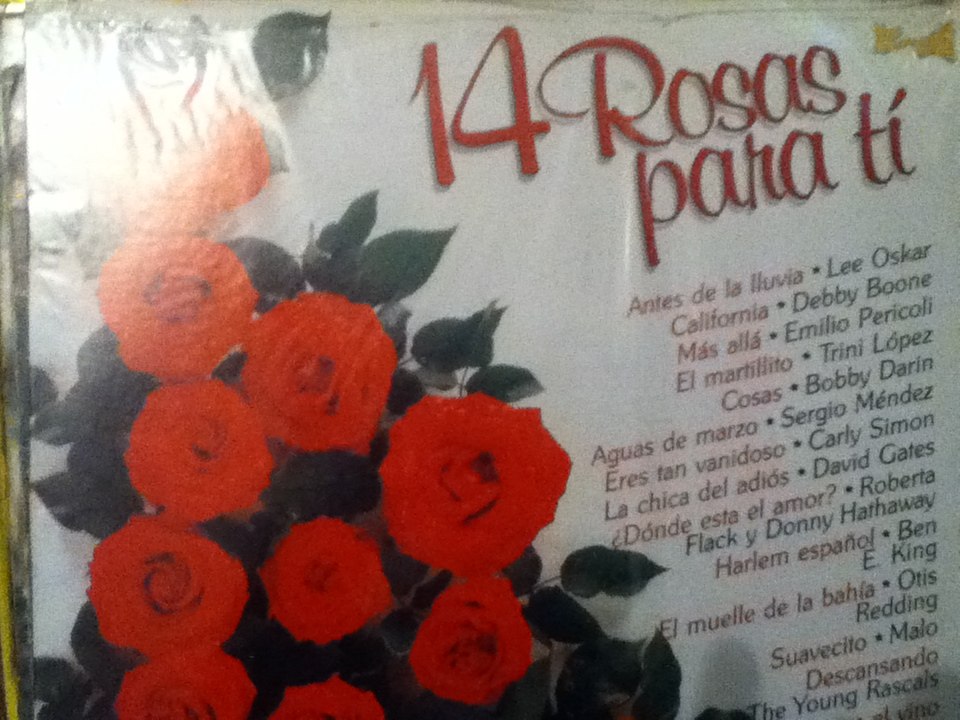 14 Rosas
para tí
Antes de la lluvia • Lee Oskar
California • Debby Boone
Más allá • Emilio Pericoli
El martillito • Trini López
Cosas • Bobby Darin
Aguas de marzo • Sergio Méndez
Eres tan vanidoso • Carly Simon
La chica del adiós • David Gates
¿Dónde esta el amor? • Roberta
Flack y Donny Hathaway
Harlem español • Ben
E. King
El muelle de la bahía • Otis
Redding
Suavecito • Malo
Descansando
The Young Rascals
vino